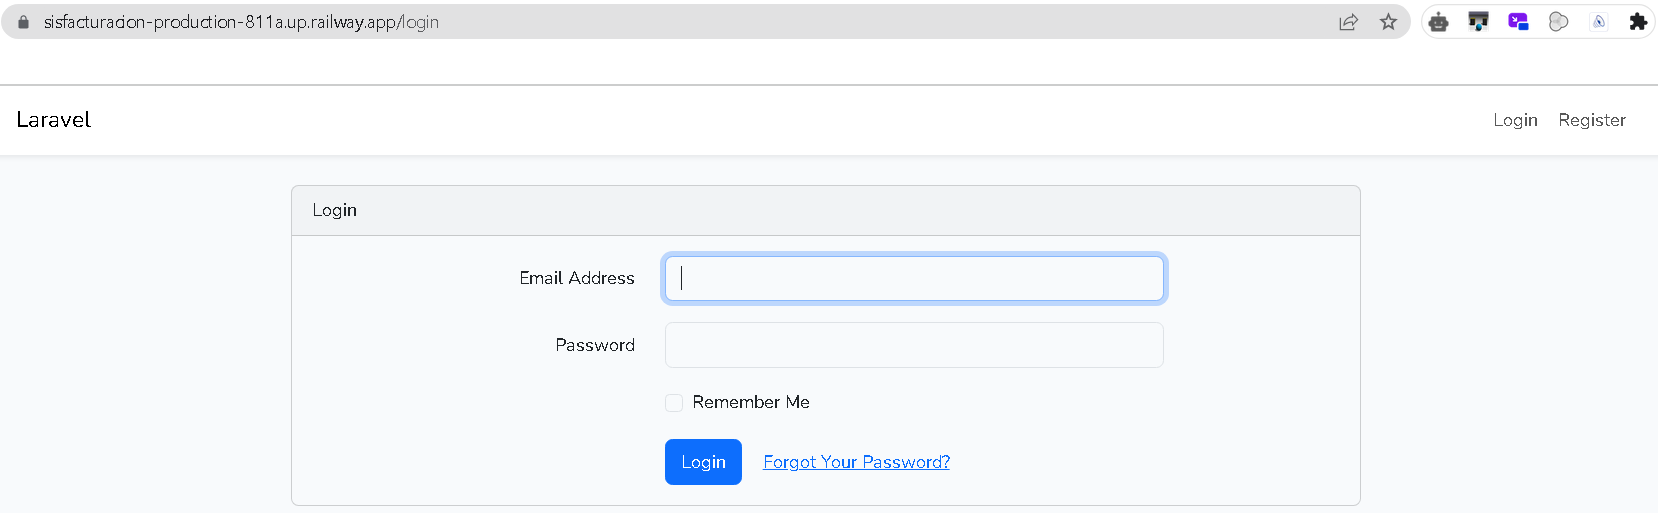 sisfacturacion-production-811a.up.railway.app/login
Laravel
Login Register
Login
Email Address
Password
Remember Me
Login Forgot Your Password?